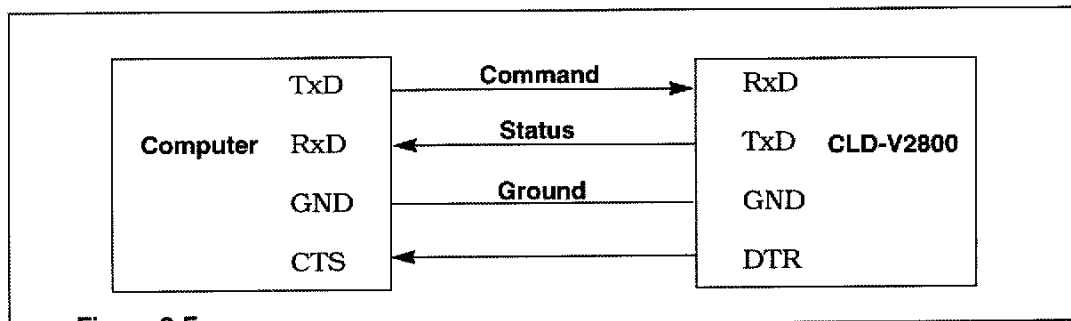 TxD Command RxD
Computer RxD Status TxD CLD-V2800
GND Ground GND
CTS DTR